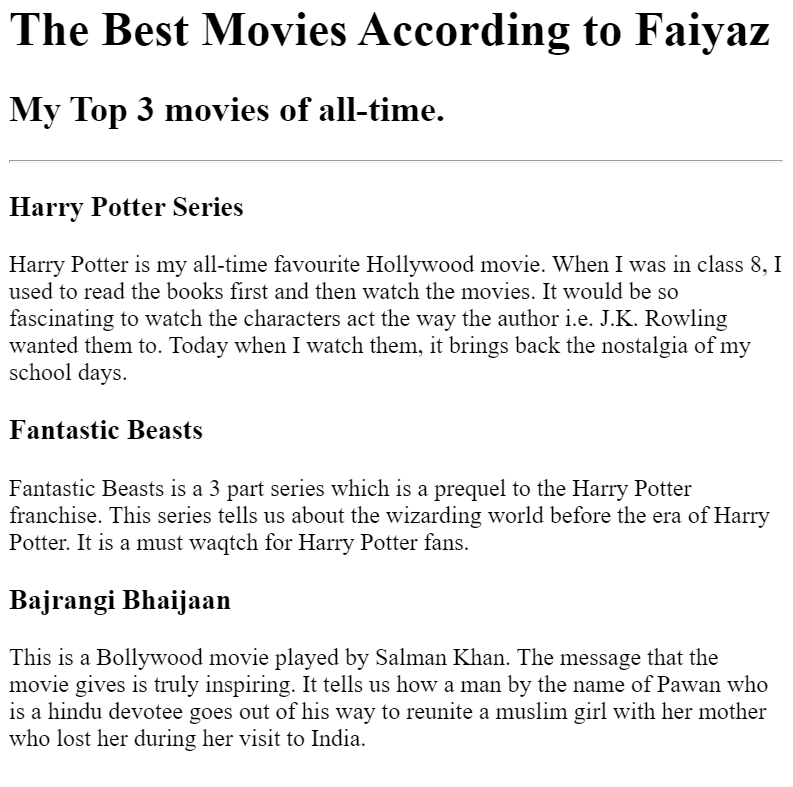 The Best Movies According to Faiyaz
My Top 3 movies of all-time.
Harry Potter Series
Harry Potter is my all-time favourite Hollywood movie. When I was in class 8, I
used to read the books first and then watch the movies. It would be so
fascinating to watch the characters act the way the author i.e. J.K. Rowling
wanted them to. Today when I watch them, it brings back the nostalgia of my
school days.
Fantastic Beasts
Fantastic Beasts is a 3 part series which is a prequel to the Harry Potter
franchise. This series tells us about the wizarding world before the era of Harry
Potter. It is a must waqtch for Harry Potter fans.
Bajrangi Bhaijaan
This is a Bollywood movie played by Salman Khan. The message that the
movie gives is truly inspiring. It tells us how a man by the name of Pawan who
is a hindu devotee goes out of his way to reunite a muslim girl with her mother
who lost her during her visit to India.